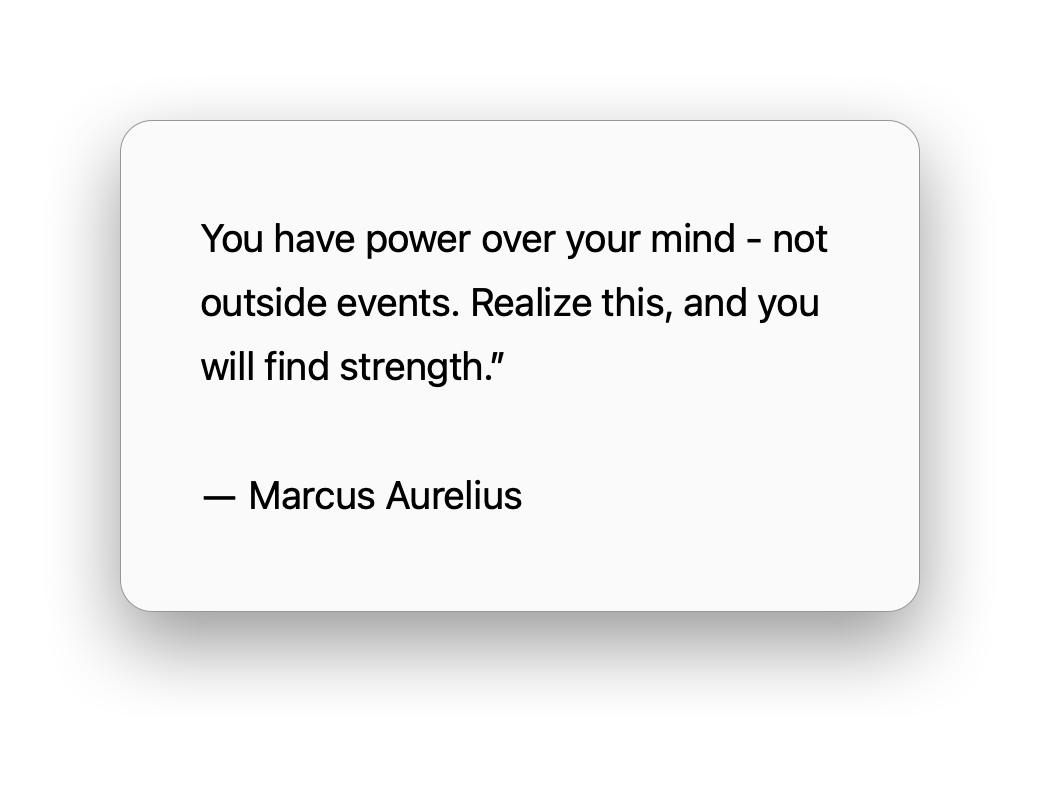 You have power over your mind - not
outside events. Realize this, and you
will find strength.”
— Marcus Aurelius